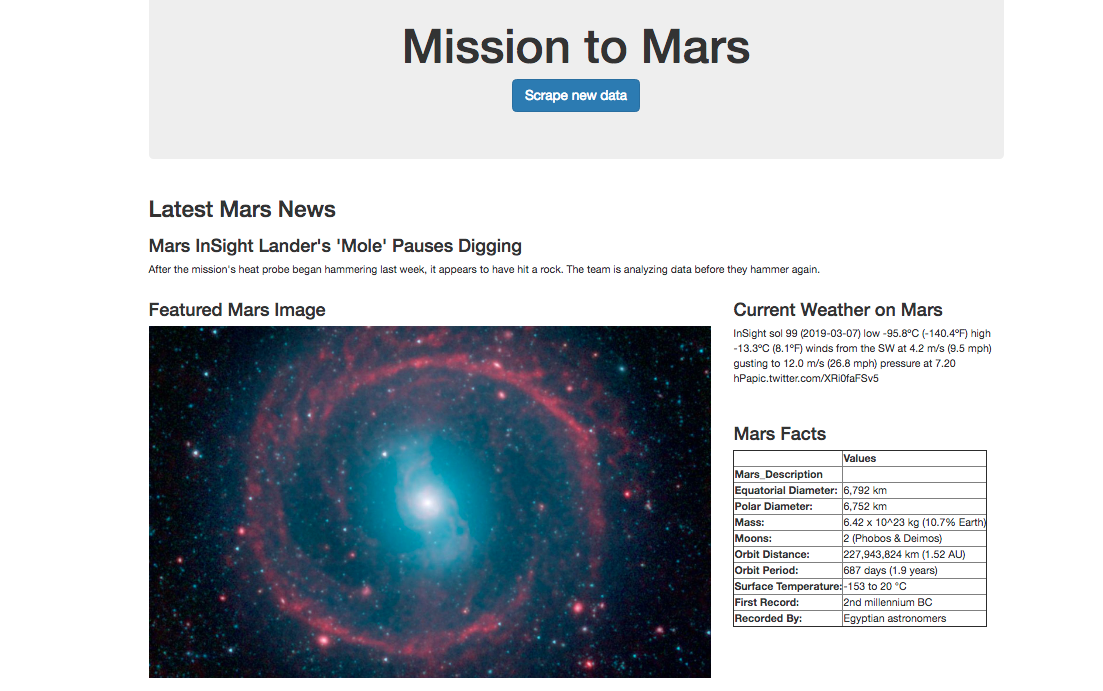 Mission to Mars
Scrape new data
Latest Mars News
Mars InSight Lander's 'Mole' Pauses Digging
After the mission's heat probe began hammering last week, it appears to have hit a rock. The team is analyzing data before they hammer again.
Featured Mars Image
Current Weather on Mars
InSight sol 99 (2019-03-07) low -95.8ºC (-140.4ºF) high
-13.3ºC (8.1ºF) winds from the SW at 4.2 m/s (9.5 mph)
gusting to 12.0 m/s (26.8 mph) pressure at 7.20
hPapic.twitter.com/XRi0faFSv5
Mars Facts
Values
Mars_Description
Equatorial Diameter: 6,792 km
Polar Diameter: 6,752 km
Mass: 6.42 x 10^23 kg (10.7% Earth)
Moons: 2 (Phobos & Deimos)
Orbit Distance: 227,943,824 km (1.52 AU)
Orbit Period: 687 days (1.9 years)
Surface Temperature: -153 to 20 °C
First Record: 2nd millennium BC
Recorded By: Egyptian astronomers